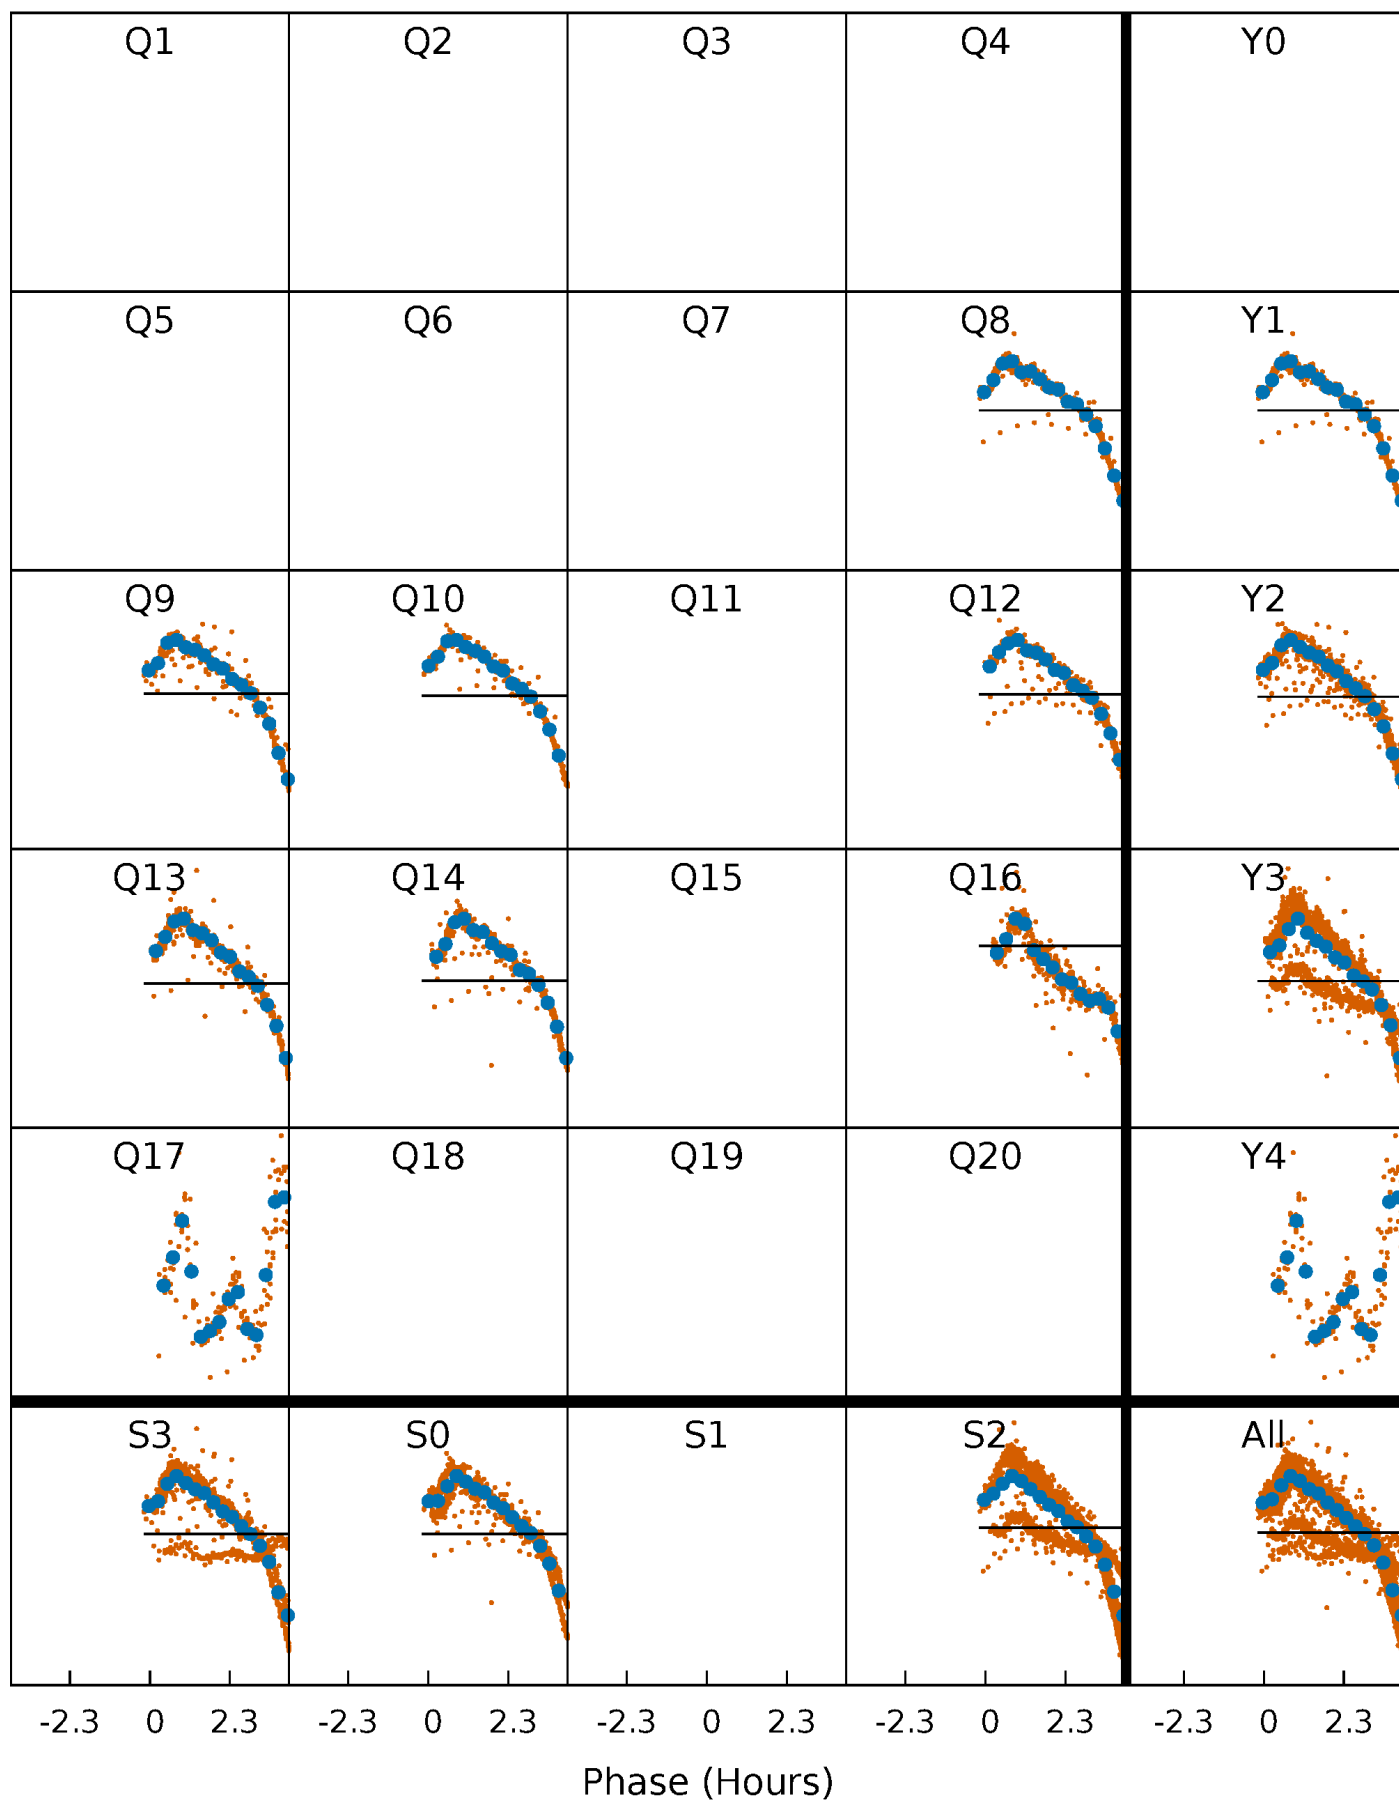 Q1 Q2 Q3 Q4 Y0
Q5 Q6 Q7 Q8 Y1
Q9 Q10 Q11 Q12 Y2
Q13 Q14 Q15 Q16 Y3
Q17 Q18 Q19 Q20 Y4
S3 S0 S1 S2 All
-2.3 0 2.3 -2.3 0 2.3 -2.3 0 2.3 -2.3 0 2.3 -2.3 0 2.3
Phase (Hours)